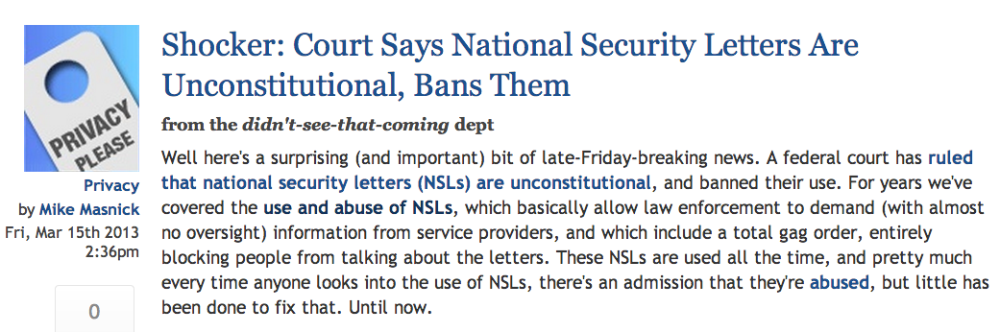 PRIVACY
PLEASE
Privacy
by Mike Masnick
Fri, Mar 15th 2013
2:36pm
0
Shocker: Court Says National Security Letters Are
Unconstitutional, Bans Them
from the didn't-see-that-coming dept
Well here's a surprising (and important) bit of late-Friday-breaking news. A federal court has ruled
that national security letters (NSLs) are unconstitutional, and banned their use. For years we've
covered the use and abuse of NSLs, which basically allow law enforcement to demand (with almost
no oversight) information from service providers, and which include a total gag order, entirely
blocking people from talking about the letters. These NSLs are used all the time, and pretty much
every time anyone looks into the use of NSLs, there's an admission that they're abused, but little has
been done to fix that. Until now.